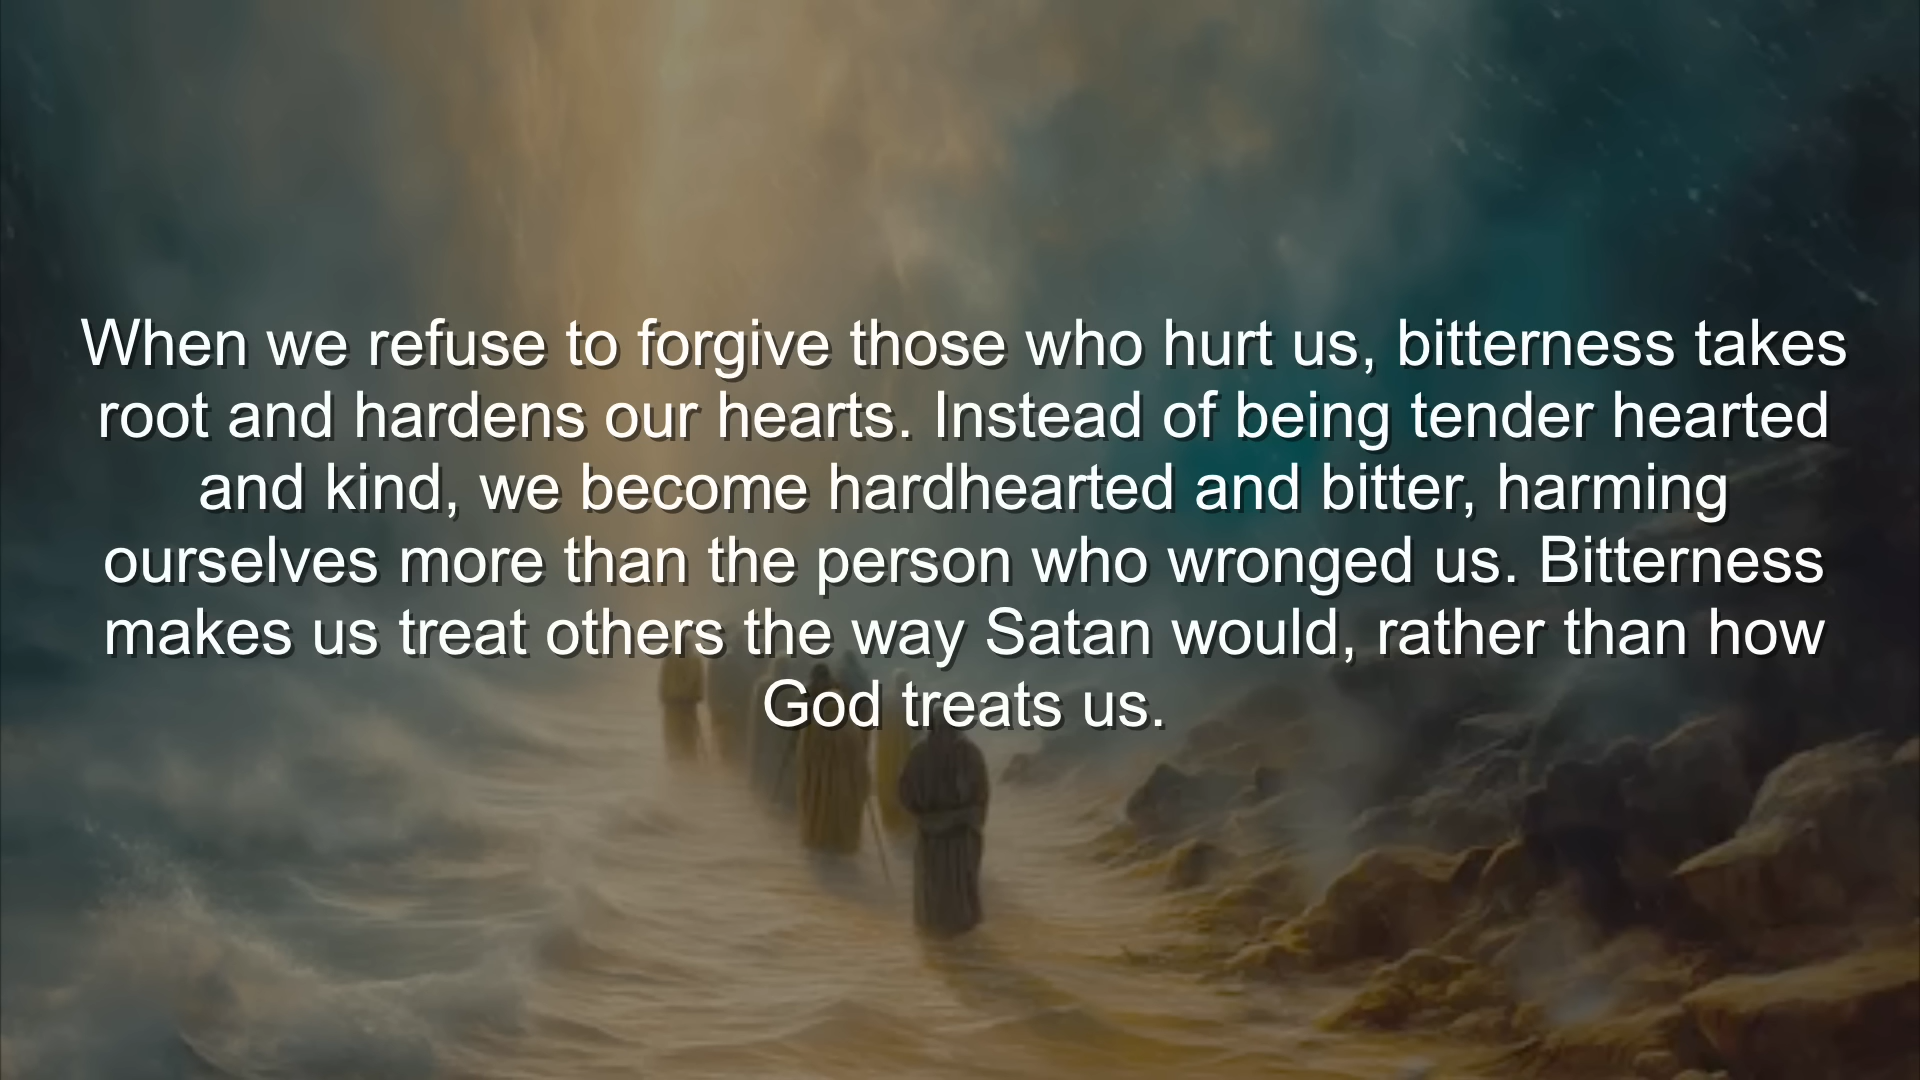 When we refuse to forgive those who hurt us, bitterness takes
root and hardens our hearts. Instead of being tender hearted
and kind, we become hardhearted and bitter, harming
ourselves more than the person who wronged us. Bitterness
makes us treat others the way Satan would, rather than how
God treats us.